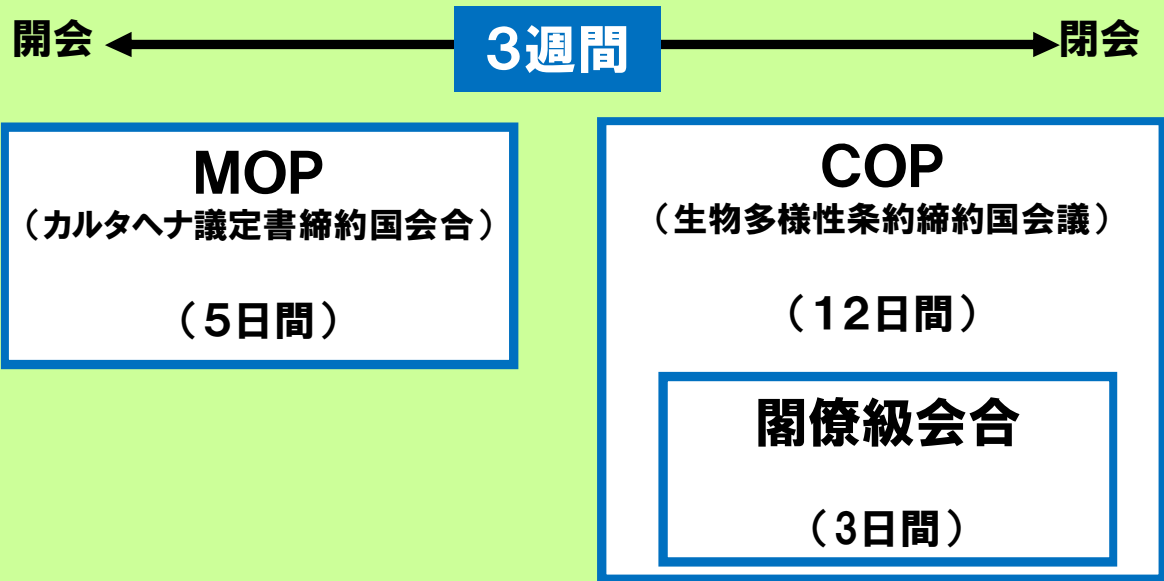 開会
3週間
閉会
MOP
（カルタヘナ議定書締約国会合）
（５日間）
COP
（生物多様性条約締約国会議）
（１２日間）
閣僚級会合
（3日間）